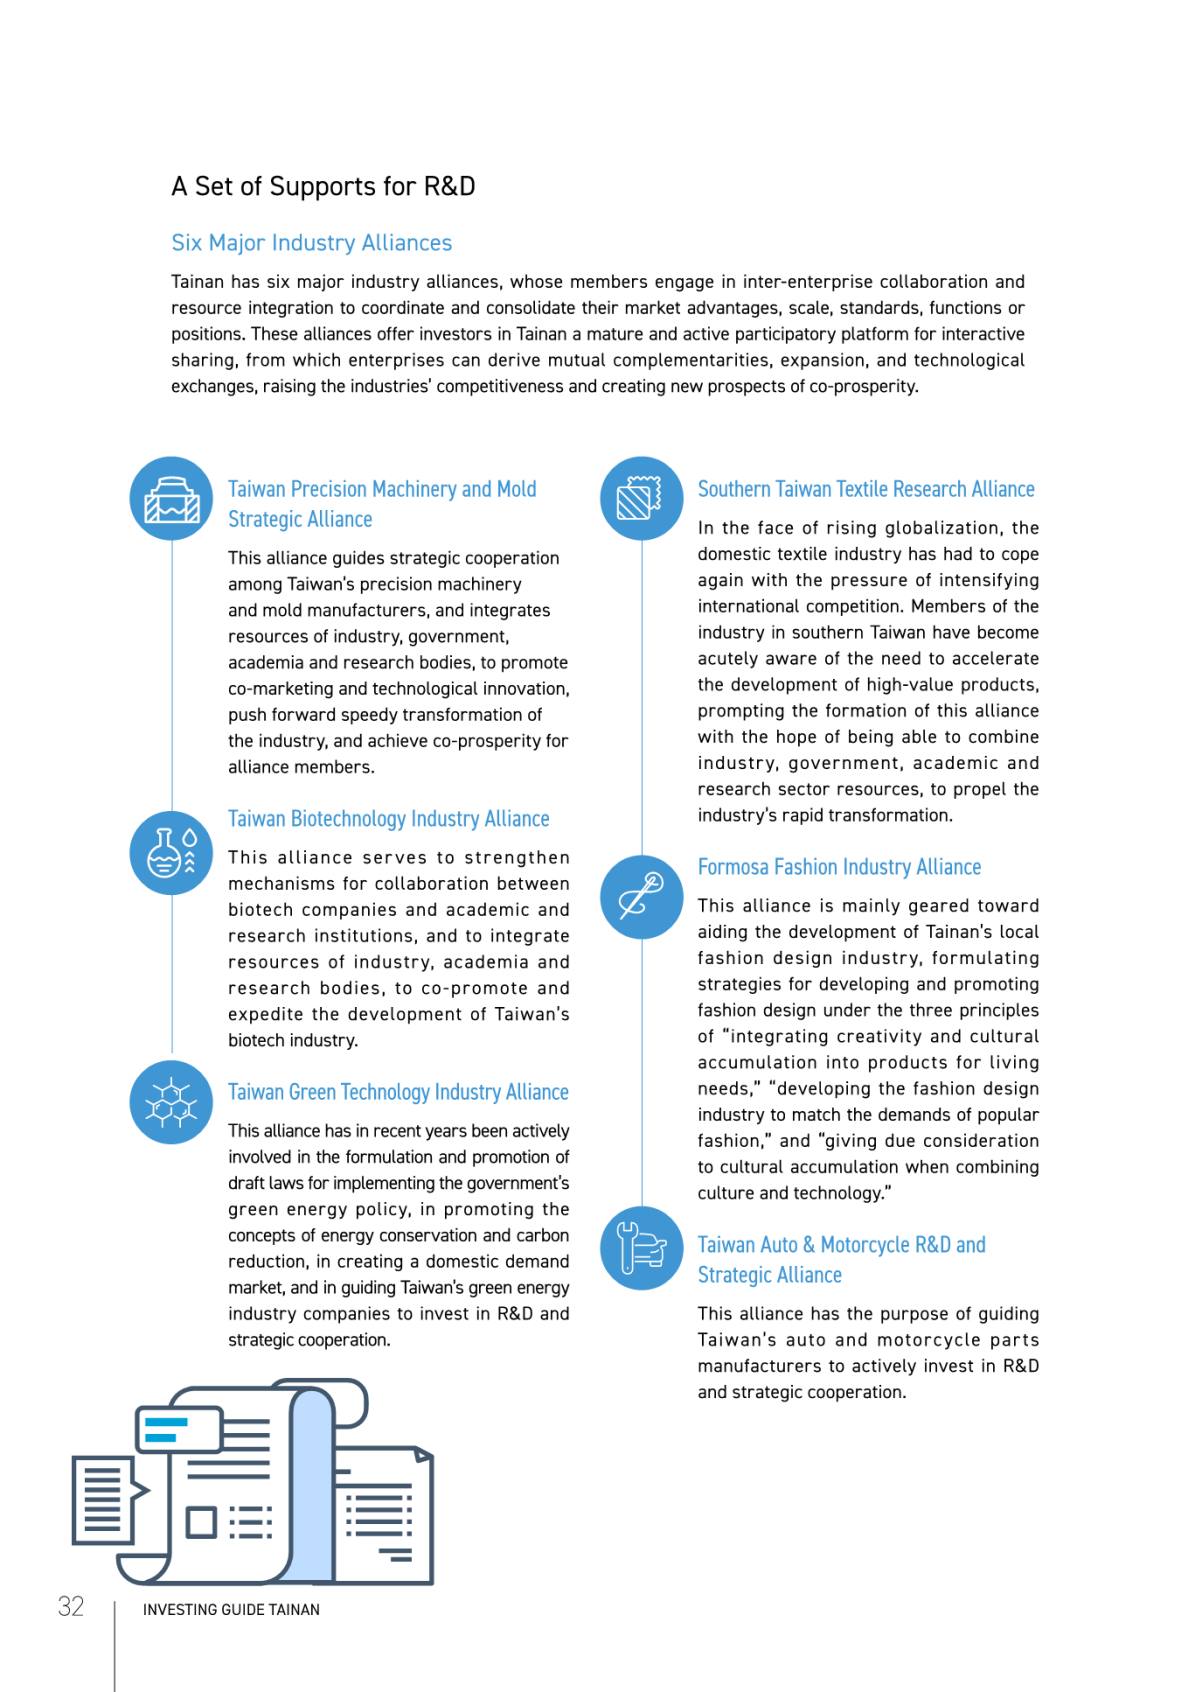 A Set of Supports for R&D
Six Major Industry Alliances
Tainan has six major industry alliances, whose members engage in inter-enterprise collaboration and
resource integration to coordinate and consolidate their market advantages, scale, standards, functions or
positions. These alliances offer investors in Tainan a mature and active participatory platform for interactive
sharing, from which enterprises can derive mutual complementarities, expansion, and technological
exchanges, raising the industries’ competitiveness and creating new prospects of co-prosperity.
Taiwan Precision Machinery and Mold
Strategic Alliance
This alliance guides strategic cooperation
among Taiwan’s precision machinery
and mold manufacturers, and integrates
resources of industry, government,
academia and research bodies, to promote
co-marketing and technological innovation,
push forward speedy transformation of
the industry, and achieve co-prosperity for
alliance members.
Taiwan Biotechnology Industry Alliance
This alliance serves to strengthen
mechanisms for collaboration between
biotech companies and academic and
research institutions, and to integrate
resources of industry, academia and
research bodies, to co-promote and
expedite the development of Taiwan’s
biotech industry.
Taiwan Green Technology Industry Alliance
This alliance has in recent years been actively
involved in the formulation and promotion of
draft laws for implementing the government’s
green energy policy, in promoting the
concepts of energy conservation and carbon
reduction, in creating a domestic demand
market, and in guiding Taiwan’s green energy
industry companies to invest in R&D and
strategic cooperation.
Southern Taiwan Textile Research Alliance
In the face of rising globalization, the
domestic textile industry has had to cope
again with the pressure of intensifying
international competition. Members of the
industry in southern Taiwan have become
acutely aware of the need to accelerate
the development of high-value products,
prompting the formation of this alliance
with the hope of being able to combine
industry, government, academic and
research sector resources, to propel the
industry’s rapid transformation.
Formosa Fashion Industry Alliance
This alliance is mainly geared toward
aiding the development of Tainan’s local
fashion design industry, formulating
strategies for developing and promoting
fashion design under the three principles
of “integrating creativity and cultural
accumulation into products for living
needs,” “developing the fashion design
industry to match the demands of popular
fashion,” and “giving due consideration
to cultural accumulation when combining
culture and technology.”
Taiwan Auto & Motorcycle R&D and
Strategic Alliance
This alliance has the purpose of guiding
Taiwan’s auto and motorcycle parts
manufacturers to actively invest in R&D
and strategic cooperation.
32
INVESTING GUIDE TAINAN